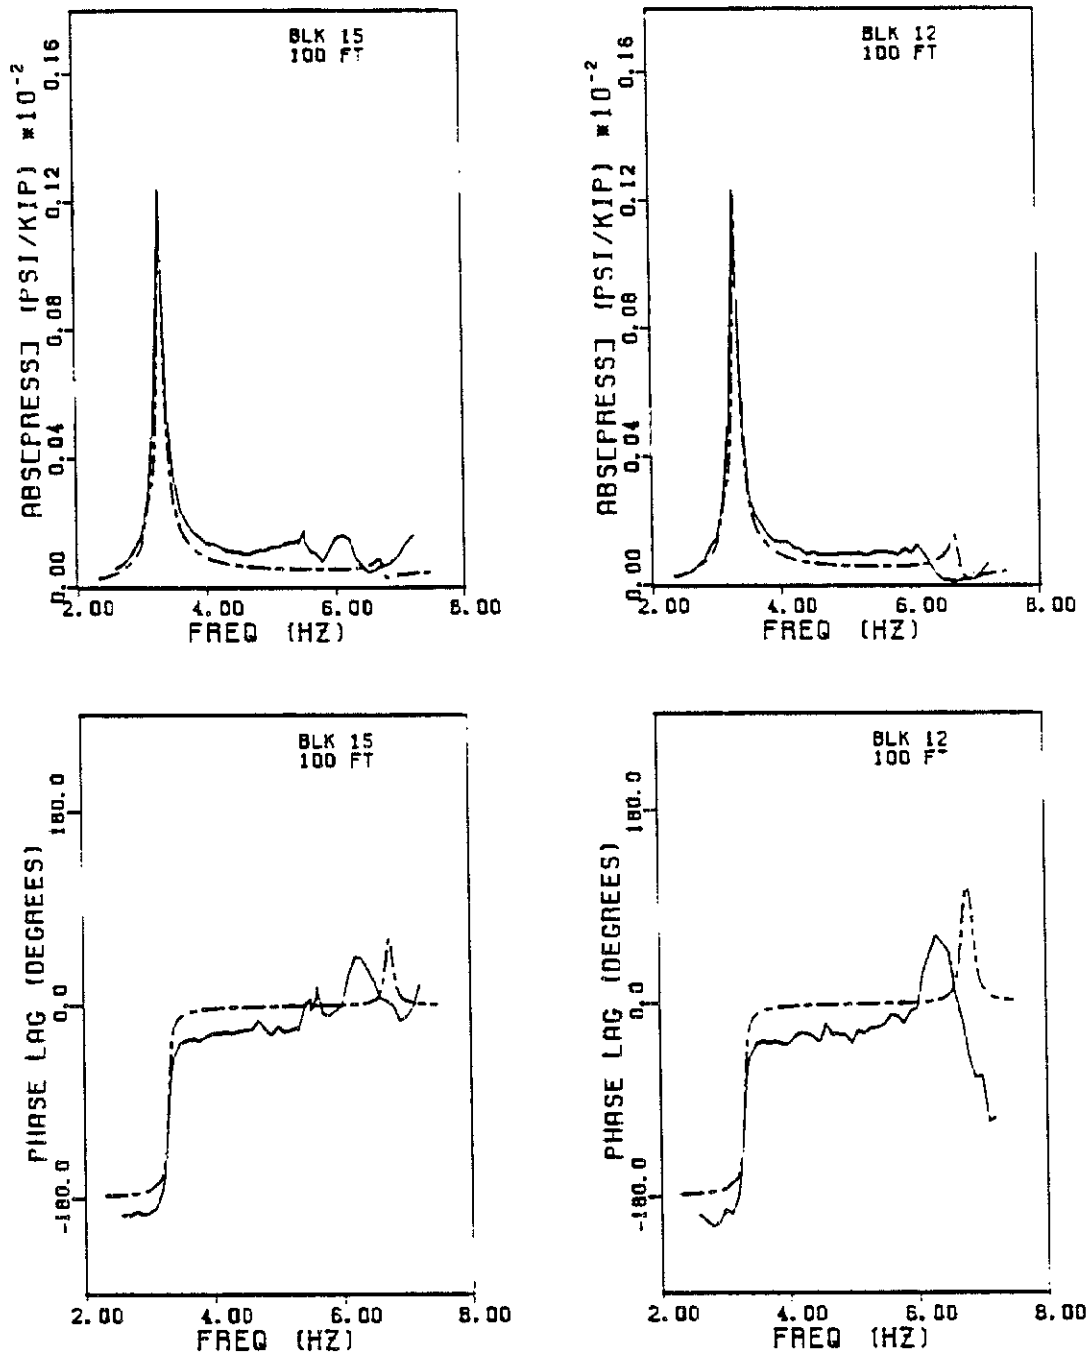 BLK 15
100 FT
ABS[PRESS] (PSI/KIP) *10-2
0.16
0.12
0.08
0.04
0.00
2.00 4.00 6.00 8.00
FREQ (HZ)
BLK 12
100 FT
ABS[PRESS] (PSI/KIP) *10-2
0.16
0.12
0.08
0.04
0.00
2.00 4.00 6.00 8.00
FREQ (HZ)
BLK 15
100 FT
PHASE LAG (DEGREES)
180.0
0.0
-180.0
2.00 4.00 6.00 8.00
FREQ (HZ)
BLK 12
100 FT
PHASE LAG (DEGREES)
180.0
0.0
-180.0
2.00 4.00 6.00 8.00
FREQ (HZ)